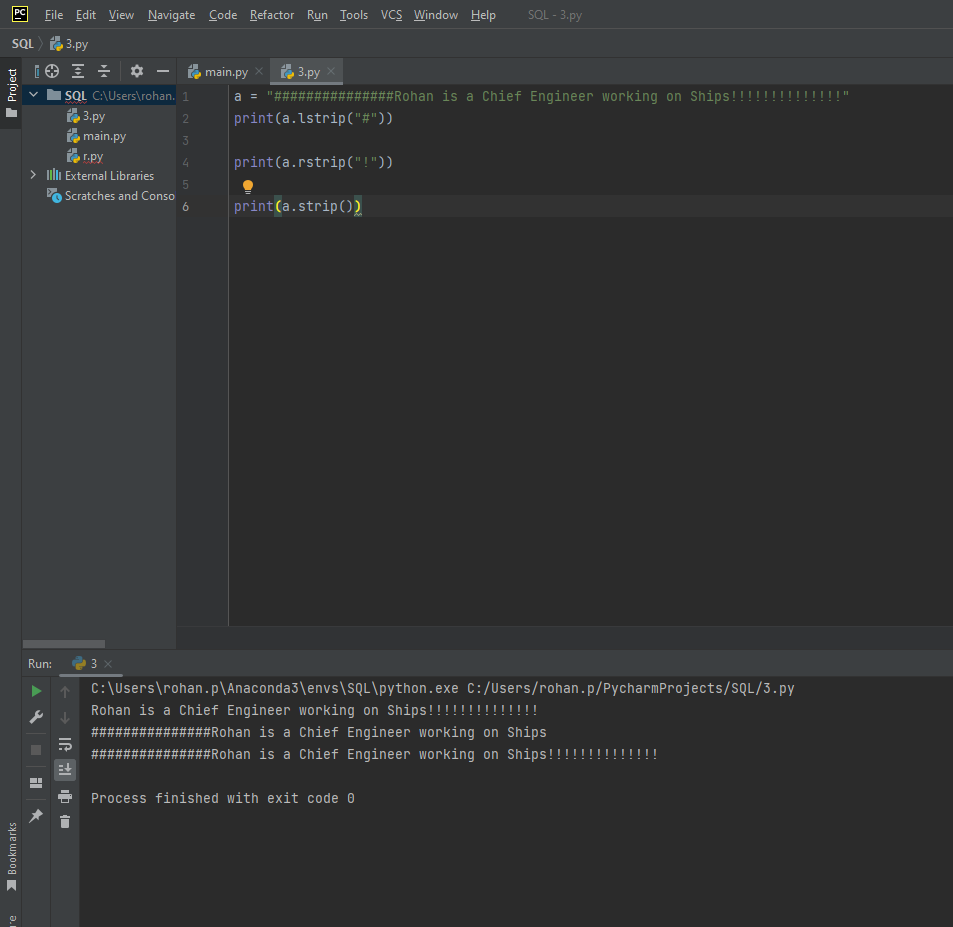 PC File Edit View Navigate Code Refactor Run Tools VCS Window Help SQL - 3.py
SQL 3.py
Project
main.py 3.py
SQL C:\Users\rohan.
3.py
main.py
r.py
External Libraries
Scratches and Conso
1 a = "###############Rohan is a Chief Engineer working on Ships!!!!!!!!!!!!!!"
2 print(a.lstrip("#"))
3
4 print(a.rstrip("!"))
5
6 print(a.strip())
Run: 3
C:\Users\rohan.p\Anaconda3\envs\SQL\python.exe C:/Users/rohan.p/PycharmProjects/SQL/3.py
Rohan is a Chief Engineer working on Ships!!!!!!!!!!!!!!
###############Rohan is a Chief Engineer working on Ships
###############Rohan is a Chief Engineer working on Ships!!!!!!!!!!!!!!
Process finished with exit code 0
Bookmarks